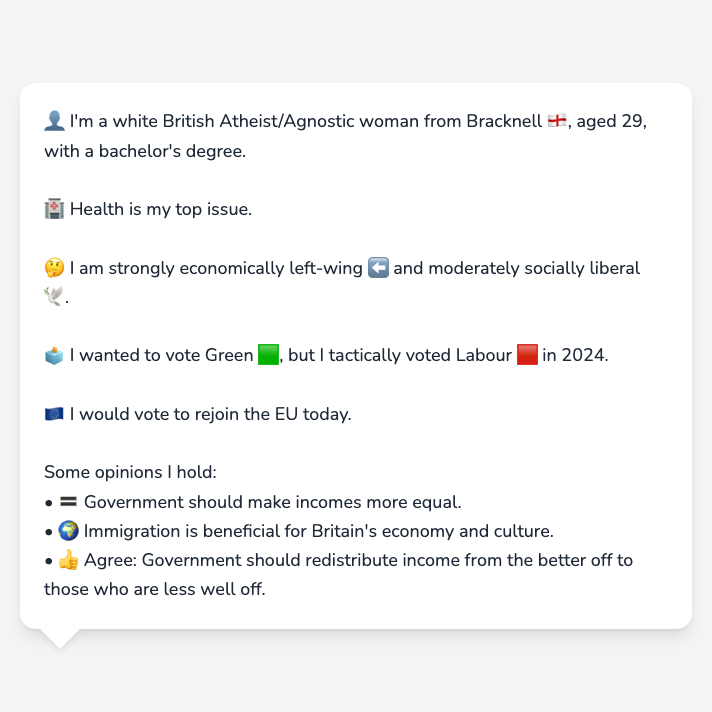 👤 I'm a white British Atheist/Agnostic woman from Bracknell 🏴󠁧󠁢󠁥󠁮󠁧󠁿, aged 29,
with a bachelor's degree.
🏥 Health is my top issue.
🤔 I am strongly economically left-wing ⬅️ and moderately socially liberal
🕊️.
🗳️ I wanted to vote Green 🟩, but I tactically voted Labour 🟥 in 2024.
🇪🇺 I would vote to rejoin the EU today.
Some opinions I hold:
• 🟰 Government should make incomes more equal.
• 🌍 Immigration is beneficial for Britain's economy and culture.
• 👍 Agree: Government should redistribute income from the better off to
those who are less well off.